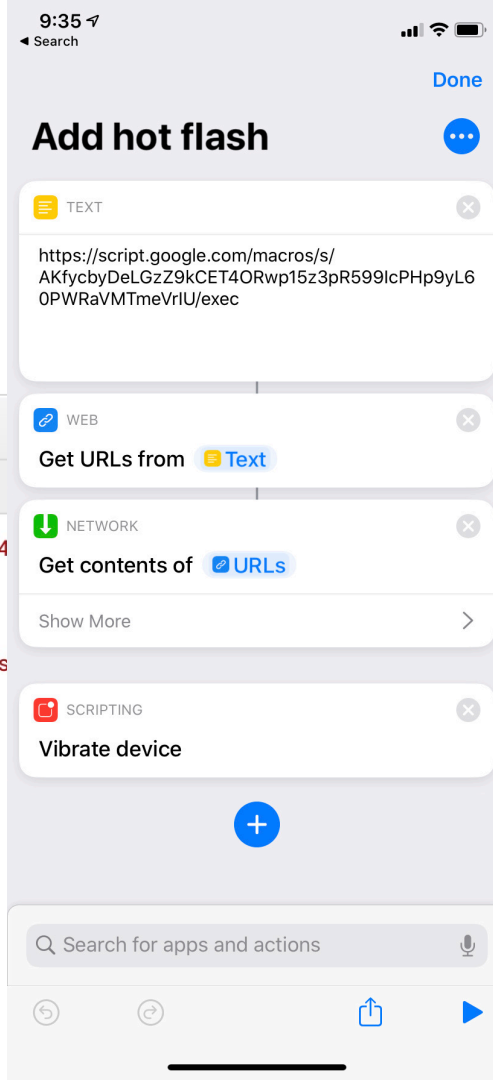 9:35
Search
Done
Add hot flash
TEXT
https://script.google.com/macros/s/
AKfycbyDeLGzZ9kCET4ORwp15z3pR599IcPHp9yL6
0PWRaVMTmeVrIU/exec
WEB
Get URLs from Text
NETWORK
Get contents of URLs
4
Show More
s
SCRIPTING
Vibrate device
Search for apps and actions